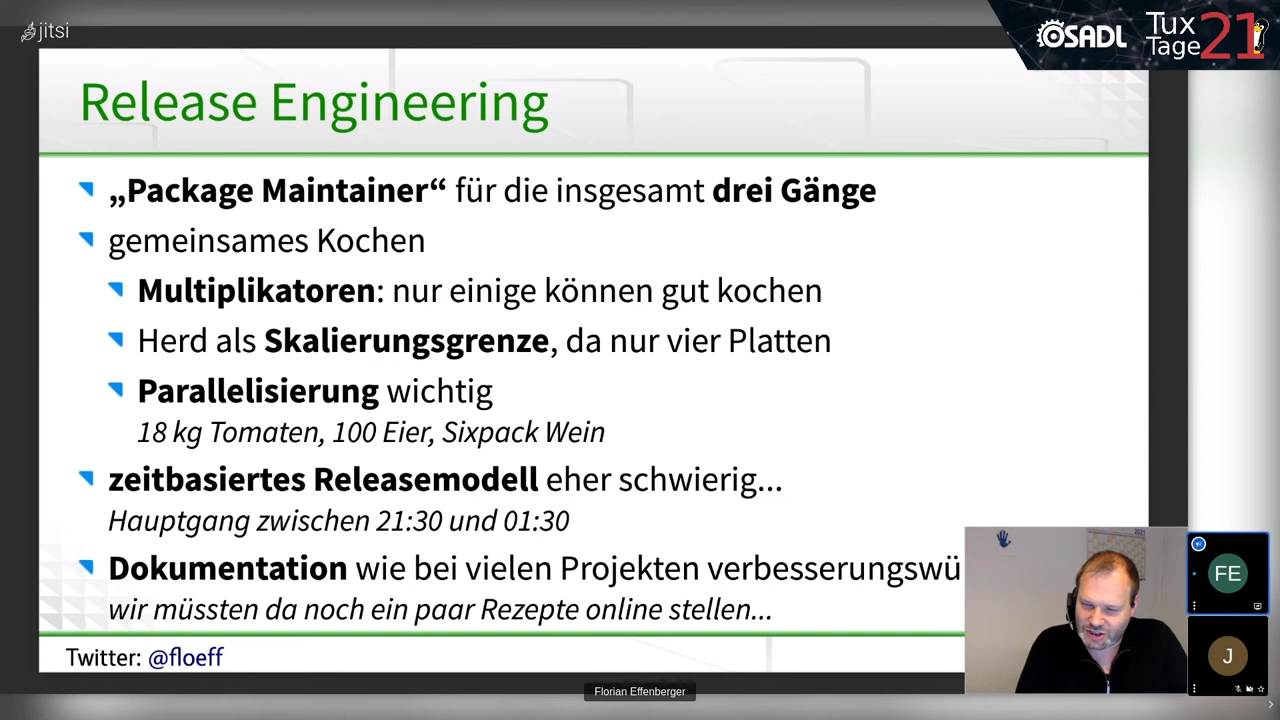 jitsi
OSADL
Tux
Tage
21
Release Engineering
„Package Maintainer“ für die insgesamt drei Gänge
gemeinsames Kochen
Multiplikatoren: nur einige können gut kochen
Herd als Skalierungsgrenze, da nur vier Platten
Parallelisierung wichtig
18 kg Tomaten, 100 Eier, Sixpack Wein
zeitbasiertes Releasemodell eher schwierig...
Hauptgang zwischen 21:30 und 01:30
Dokumentation wie bei vielen Projekten verbesserungswü
wir müssten da noch ein paar Rezepte online stellen...
Twitter: @floeff
FE
J
Florian Effenberger